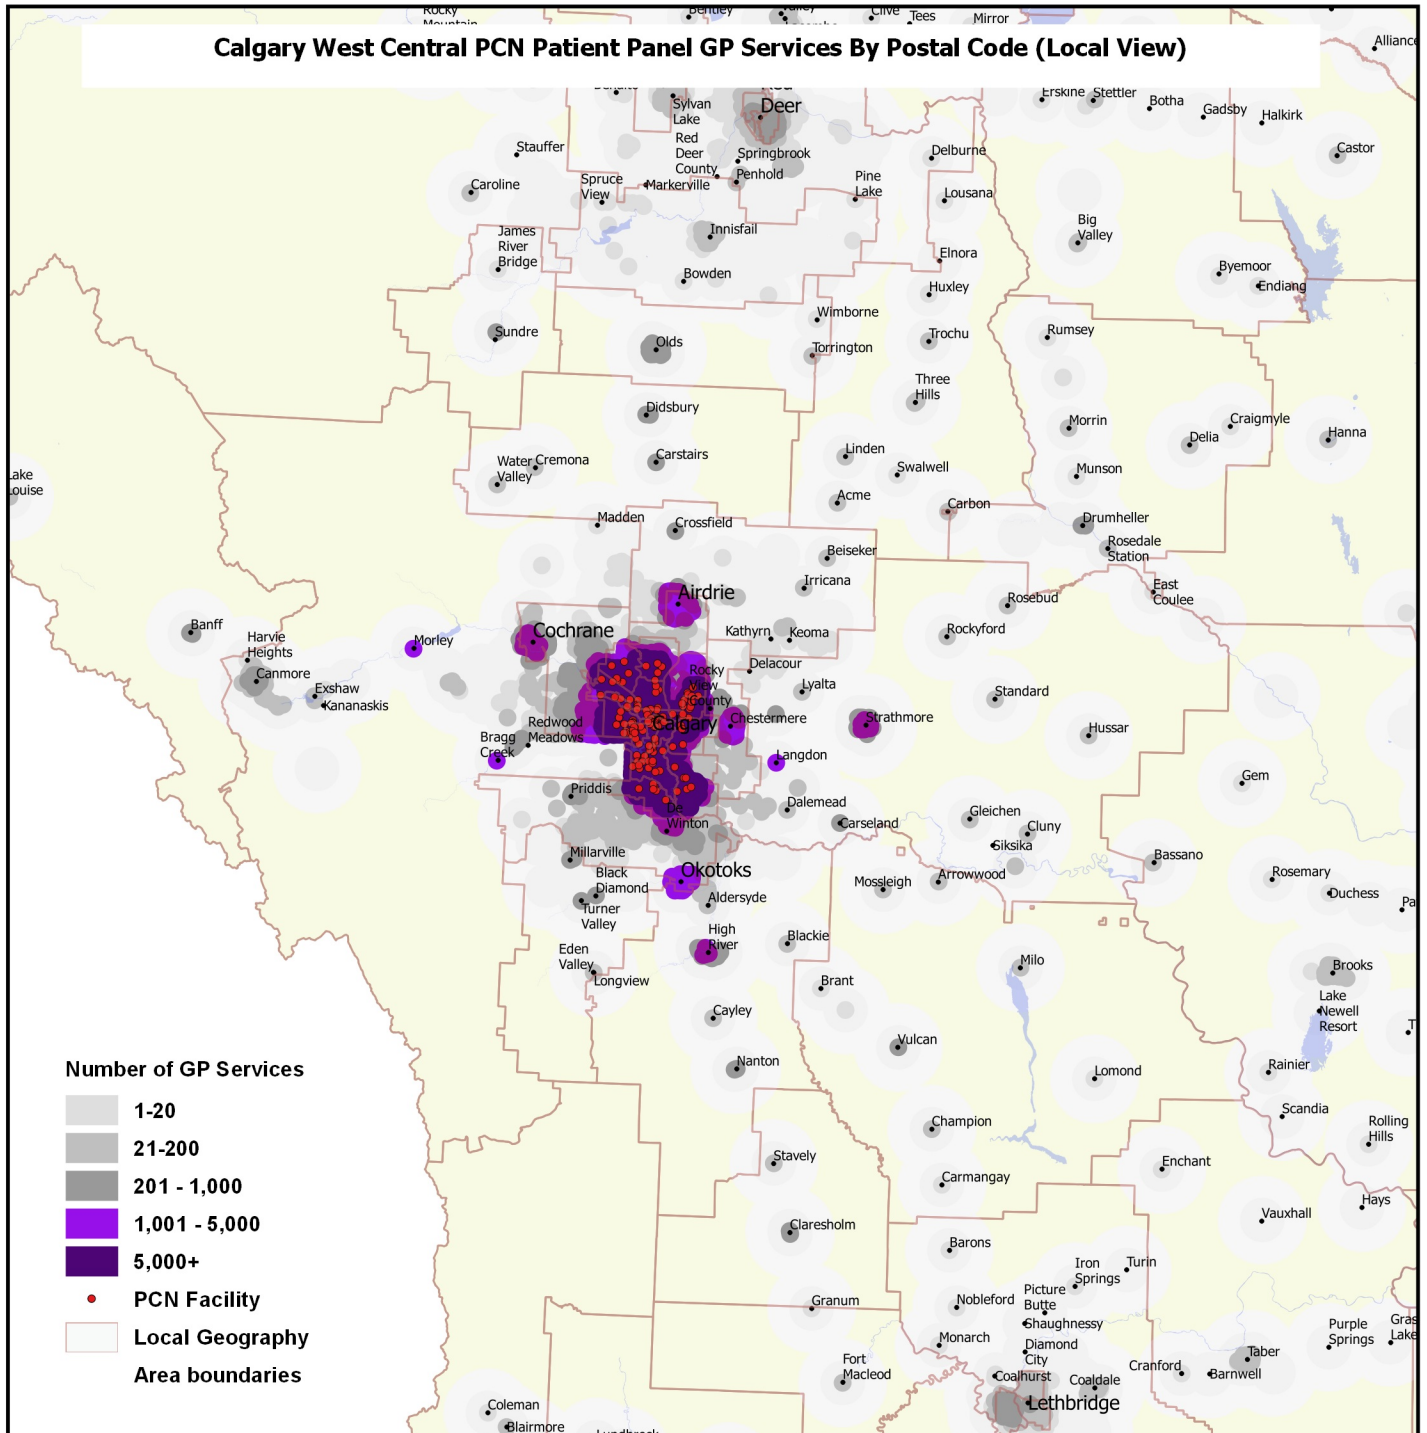 Rocky
Bentley
Clive
Tees
Mirror
Alliance
Calgary West Central PCN Patient Panel GP Services By Postal Code (Local View)
Deer
Sylvan
Lake
Erskine
Stettler
Botha
Gadsby
Halkirk
Castor
Stauffer
Red
Deer
County
Springbrook
Penhold
Delburne
Caroline
Spruce
View
Markerville
Pine
Lake
Lousana
Big
Valley
James
River
Bridge
Innisfail
Bowden
Elnora
Byemoor
Endiang
Huxley
Sundre
Olds
Wimborne
Torrington
Trochu
Rumsey
Three
Hills
Didsbury
Morrin
Craigmyle
Delia
Hanna
Water
Valley
Cremona
Carstairs
Linden
Swalwell
Munson
Lake
Louise
Acme
Carbon
Madden
Crossfield
Drumheller
Rosedale
Station
Beiseker
Irricana
East
Coulee
Airdrie
Rosebud
Banff
Harvie
Heights
Morley
Cochrane
Kathyrn
Keoma
Rockyford
Canmore
Exshaw
Kananaskis
Rocky
View
County
Delacour
Lyalta
Standard
Redwood
Meadows
Calgary
Chestermere
Strathmore
Hussar
Bragg
Creek
Langdon
Gem
Priddis
De
Winton
Dalemead
Carseland
Gleichen
Cluny
Siksika
Millarville
Bassano
Black
Diamond
Okotoks
Mossleigh
Arrowwood
Rosemary
Duchess
Pa
Turner
Valley
Aldersyde
High
River
Blackie
Eden
Valley
Longview
Brant
Milo
Brooks
Lake
Newell
Resort
T
Cayley
Vulcan
Nanton
Lomond
Rainier
Scandia
Rolling
Hills
Champion
Stavely
Carmangay
Enchant
Hays
Vauxhall
Claresholm
Barons
Iron
Springs
Turin
Granum
Nobleford
Picture
Butte
Shaughnessy
Monarch
Diamond
City
Purple
Springs
Gras
Lake
Fort
Macleod
Coalhurst
Coaldale
Cranford
Barnwell
Taber
Lethbridge
Coleman
Blairmore
Number of GP Services
1-20
21-200
201 - 1,000
1,001 - 5,000
5,000+
PCN Facility
Local Geography
Area boundaries